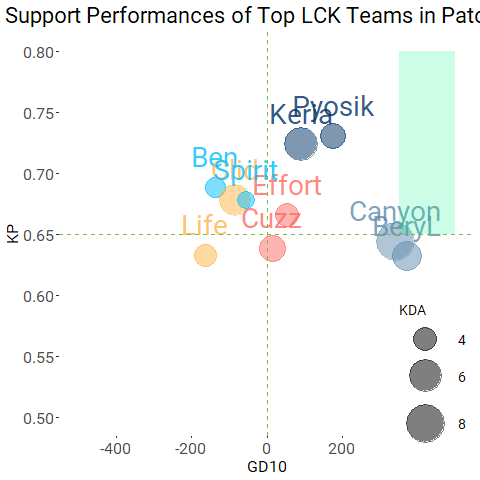 Support Performances of Top LCK Teams in Patc
0.80
0.75
Pyosik
Keria
0.70
Ben
Clid
Spirit
Effort
Canyon
Life
Cuzz
BeryL
0.65
KP
0.60
KDA
4
0.55
6
0.50
8
-400
-200
0
200
GD10